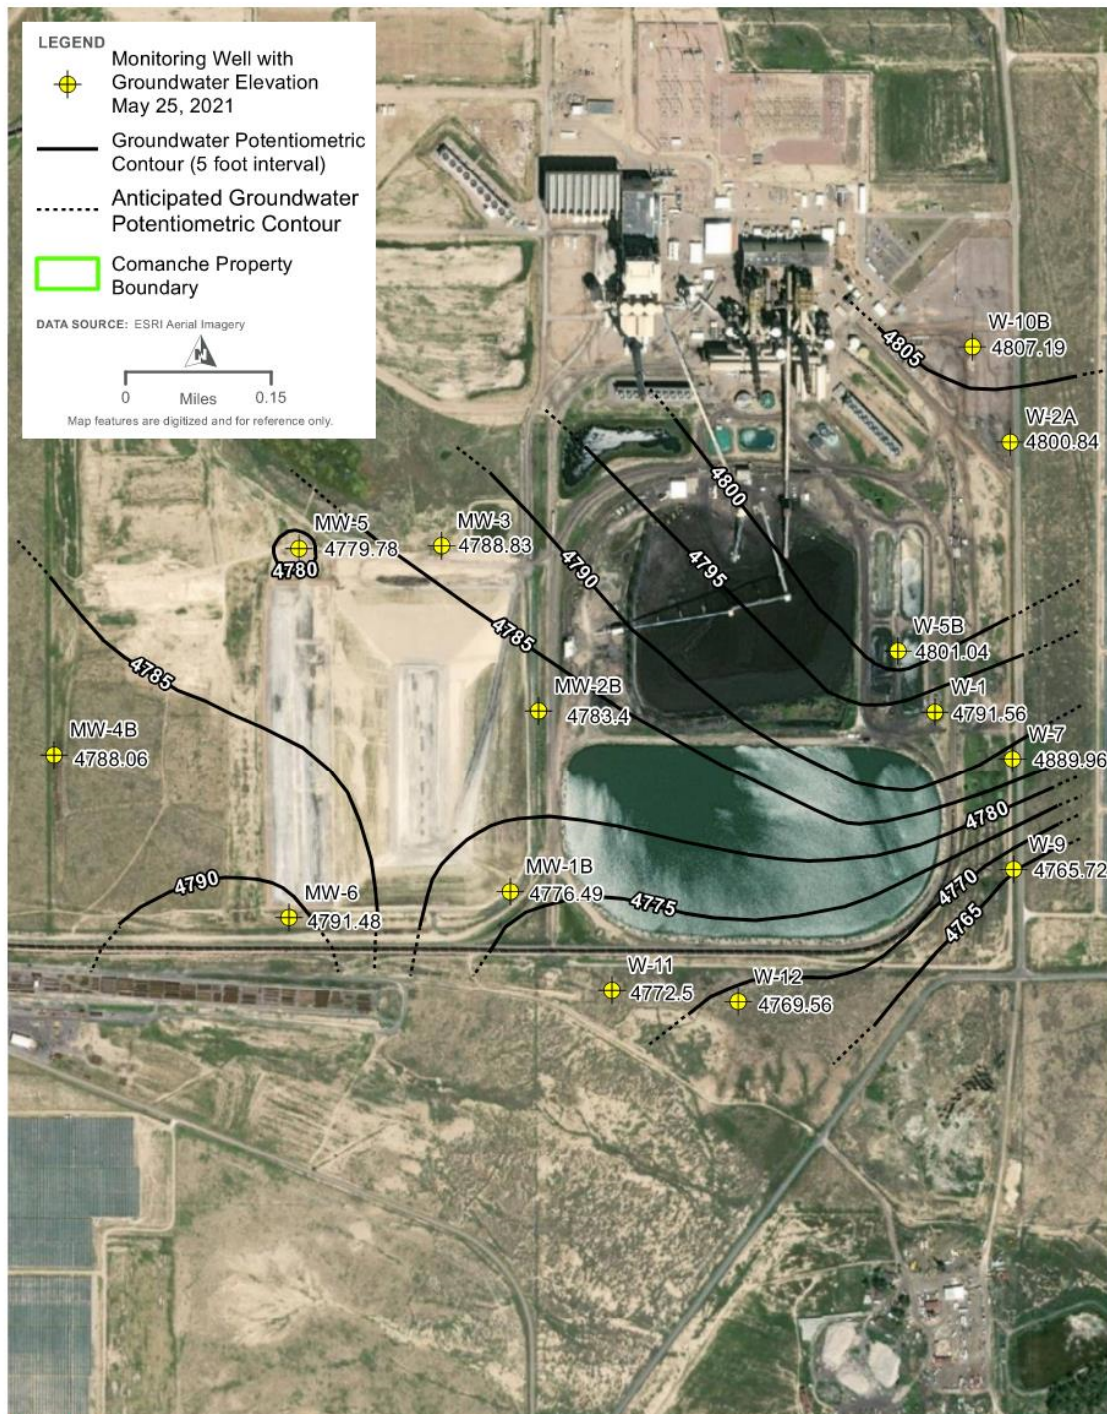 LEGEND
Monitoring Well with
Groundwater Elevation
May 25, 2021
Groundwater Potentiometric
Contour (5 foot interval)
Anticipated Groundwater
Potentiometric Contour
Comanche Property
Boundary
DATA SOURCE: ESRI Aerial Imagery
N
0 Miles 0.15
Map features are digitized and for reference only.
W-10B
4807.19
4805
W-2A
4800.84
4800
MW-5
4779.78
4780
MW-3
4788.83
4790
4795
4785
W-5B
4801.04
4785
MW-2B
4783.4
W-1
4791.56
MW-4B
4788.06
W-7
4889.96
4780
W-9
4765.72
4790
MW-6
4791.48
MW-1B
4776.49
4775
4770
4765
W-11
4772.5
W-12
4769.56